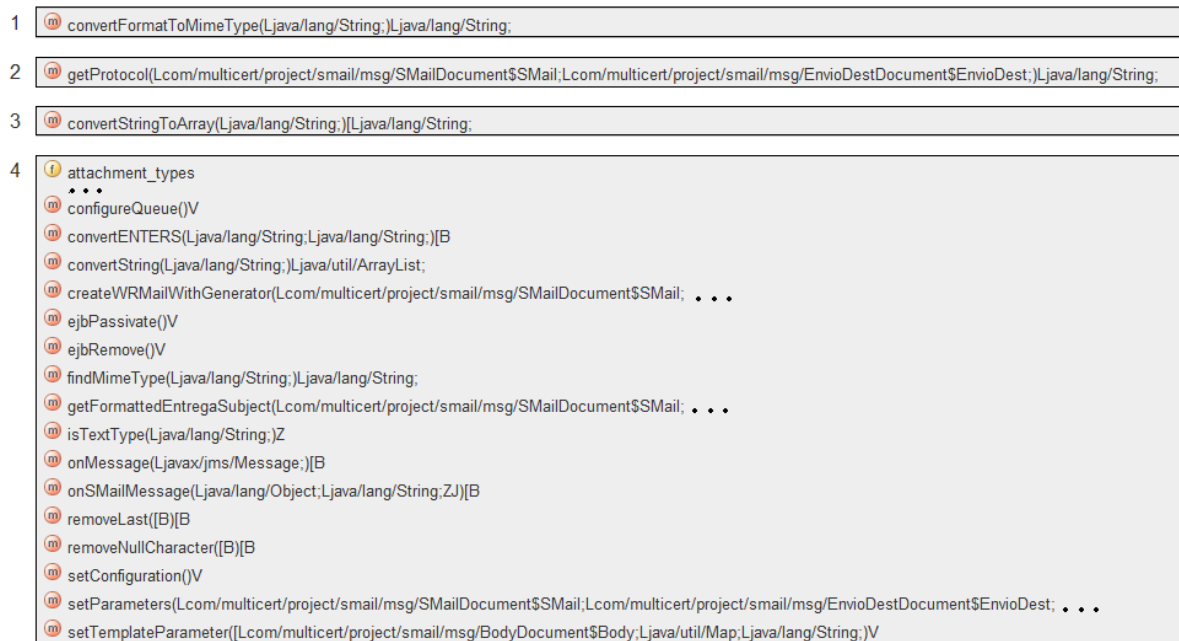 1 m convertFormatToMimeType(Ljava/lang/String;)Ljava/lang/String;
2 m getProtocol(Lcom/multicert/project/smail/msg/SMailDocument$SMail;Lcom/multicert/project/smail/msg/EnvioDestDocument$EnvioDest;)Ljava/lang/String;
3 m convertStringToArray(Ljava/lang/String;)[Ljava/lang/String;
4 f attachment_types
...
m configureQueue()V
m convertENTERS(Ljava/lang/String;Ljava/lang/String;)[B
m convertString(Ljava/lang/String;)Ljava/util/ArrayList;
m createWRMailWithGenerator(Lcom/multicert/project/smail/msg/SMailDocument$SMail; ...
m ejbPassivate()V
m ejbRemove()V
m findMimeType(Ljava/lang/String;)Ljava/lang/String;
m getFormattedEntregaSubject(Lcom/multicert/project/smail/msg/SMailDocument$SMail; ...
m isTextType(Ljava/lang/String;)Z
m onMessage(Ljavax/jms/Message;)[B
m onSMailMessage(Ljava/lang/Object;Ljava/lang/String;ZJ)[B
m removeLast([B)[B
m removeNullCharacter([B)[B
m setConfiguration()V
m setParameters(Lcom/multicert/project/smail/msg/SMailDocument$SMail;Lcom/multicert/project/smail/msg/EnvioDestDocument$EnvioDest; ...
m setTemplateParameter([Lcom/multicert/project/smail/msg/BodyDocument$Body;Ljava/util/Map;Ljava/lang/String;)V